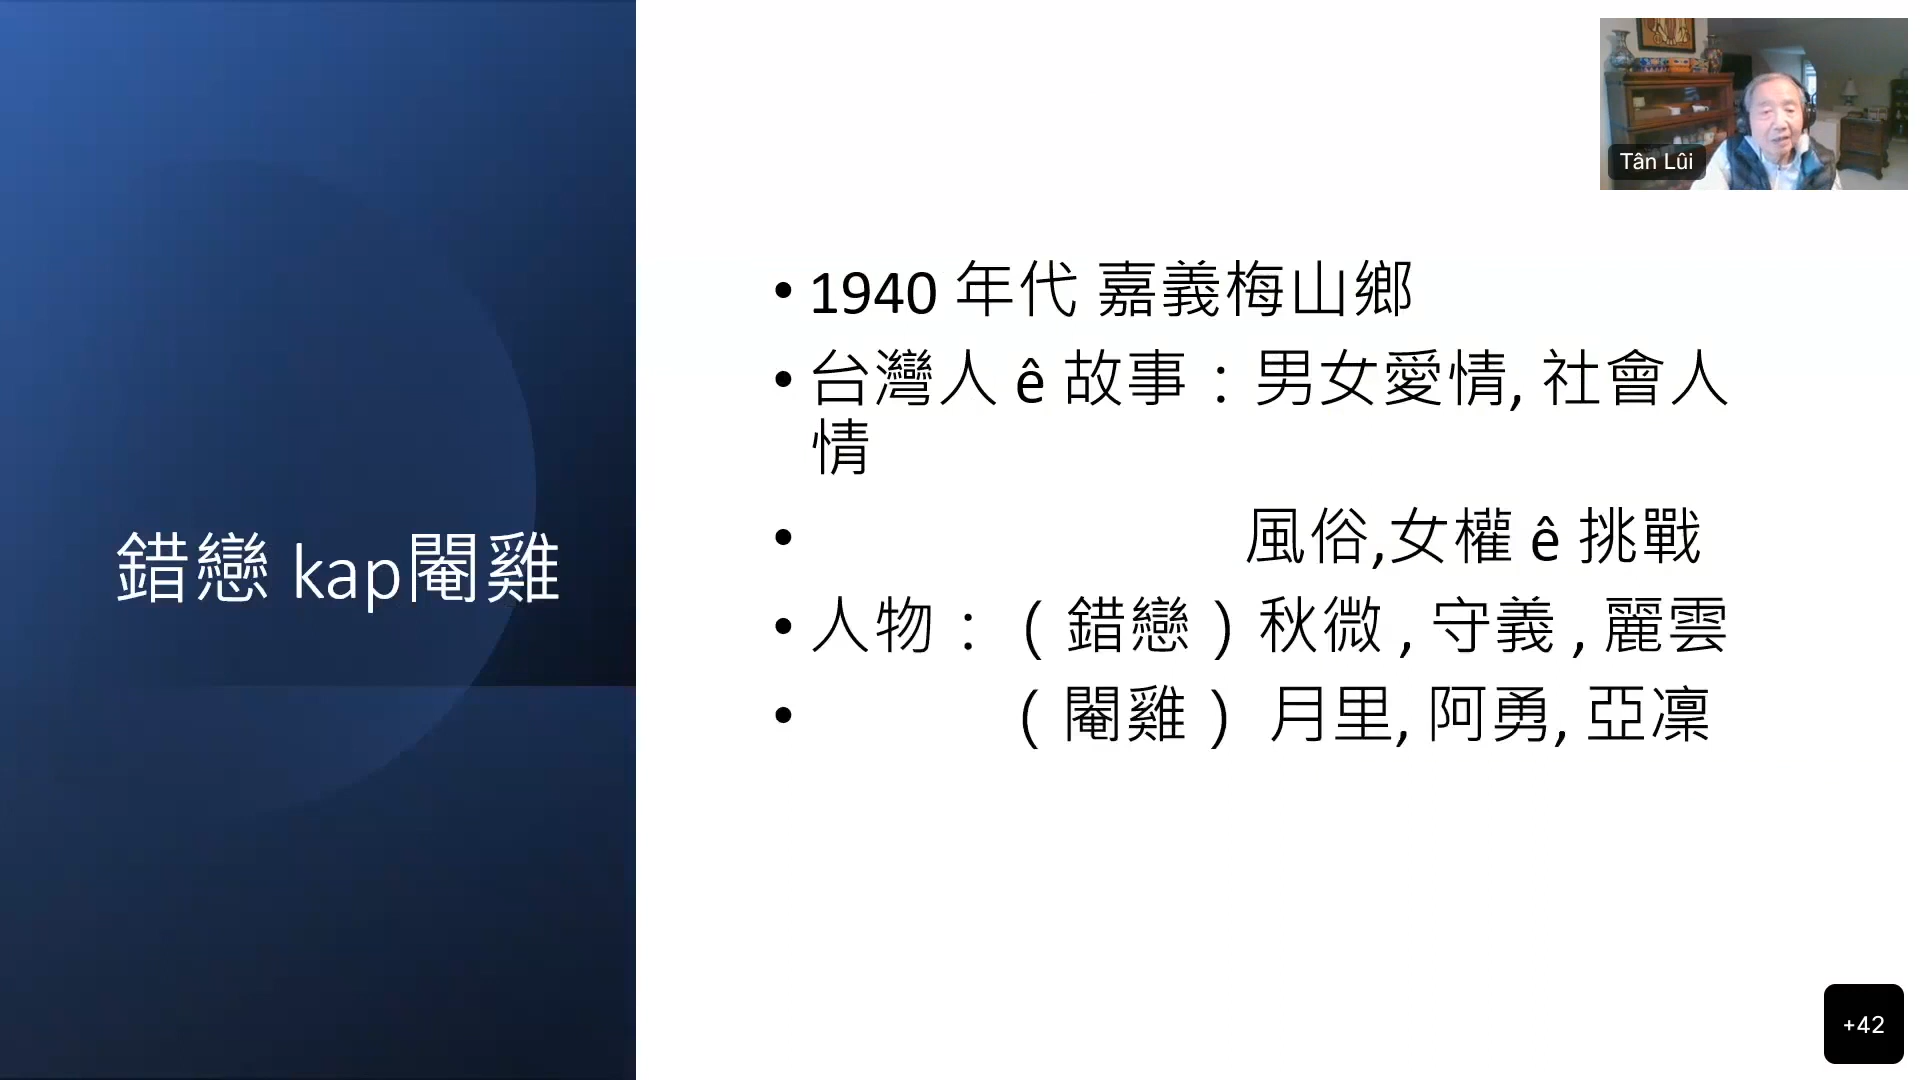 Tân Lûi
• 1940 年代 嘉義梅山鄉
• 台灣人 ê 故事：男女愛情, 社會人
情
• 風俗,女權 ê 挑戰
• 人物：（錯戀）秋微 , 守義 , 麗雲
• （閹雞） 月里, 阿勇, 亞凜
錯戀 kap閹雞
+42